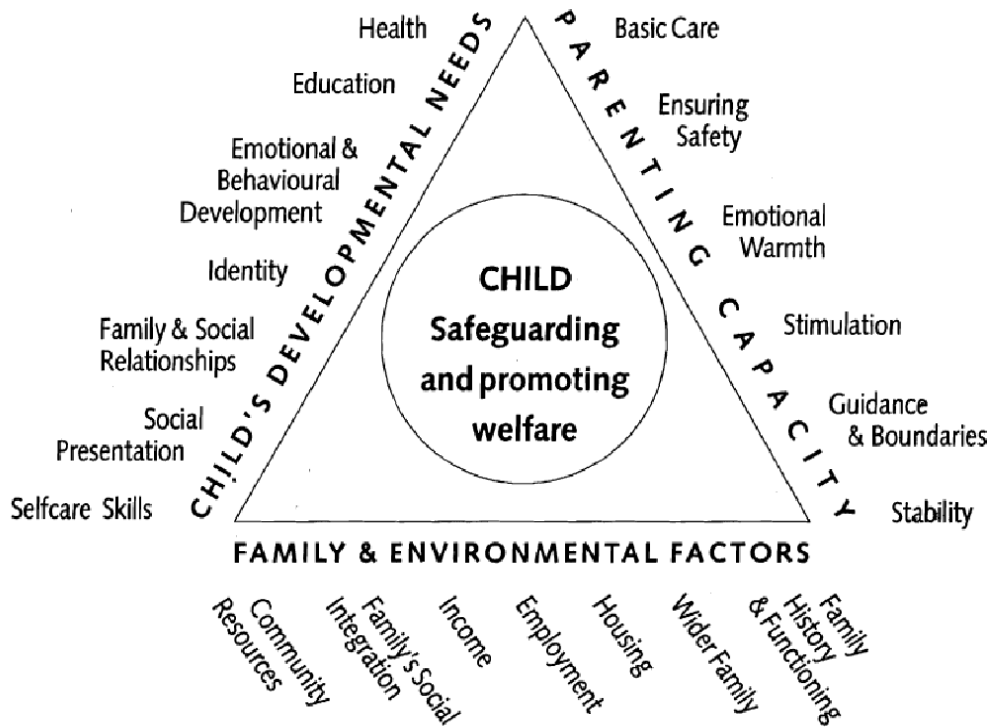 Health
Education
Emotional &
Behavioural
Development
Identity
Family & Social
Relationships
Social
Presentation
Selfcare Skills
CHILD'S DEVELOPMENTAL NEEDS
PARENTING CAPACITY
Basic Care
Ensuring
Safety
Emotional
Warmth
Stimulation
Guidance
& Boundaries
Stability
CHILD
Safeguarding
and promoting
welfare
FAMILY & ENVIRONMENTAL FACTORS
Community
Resources
Family's Social
Integration
Income
Employment
Housing
Wider Family
Family
History
& Functioning